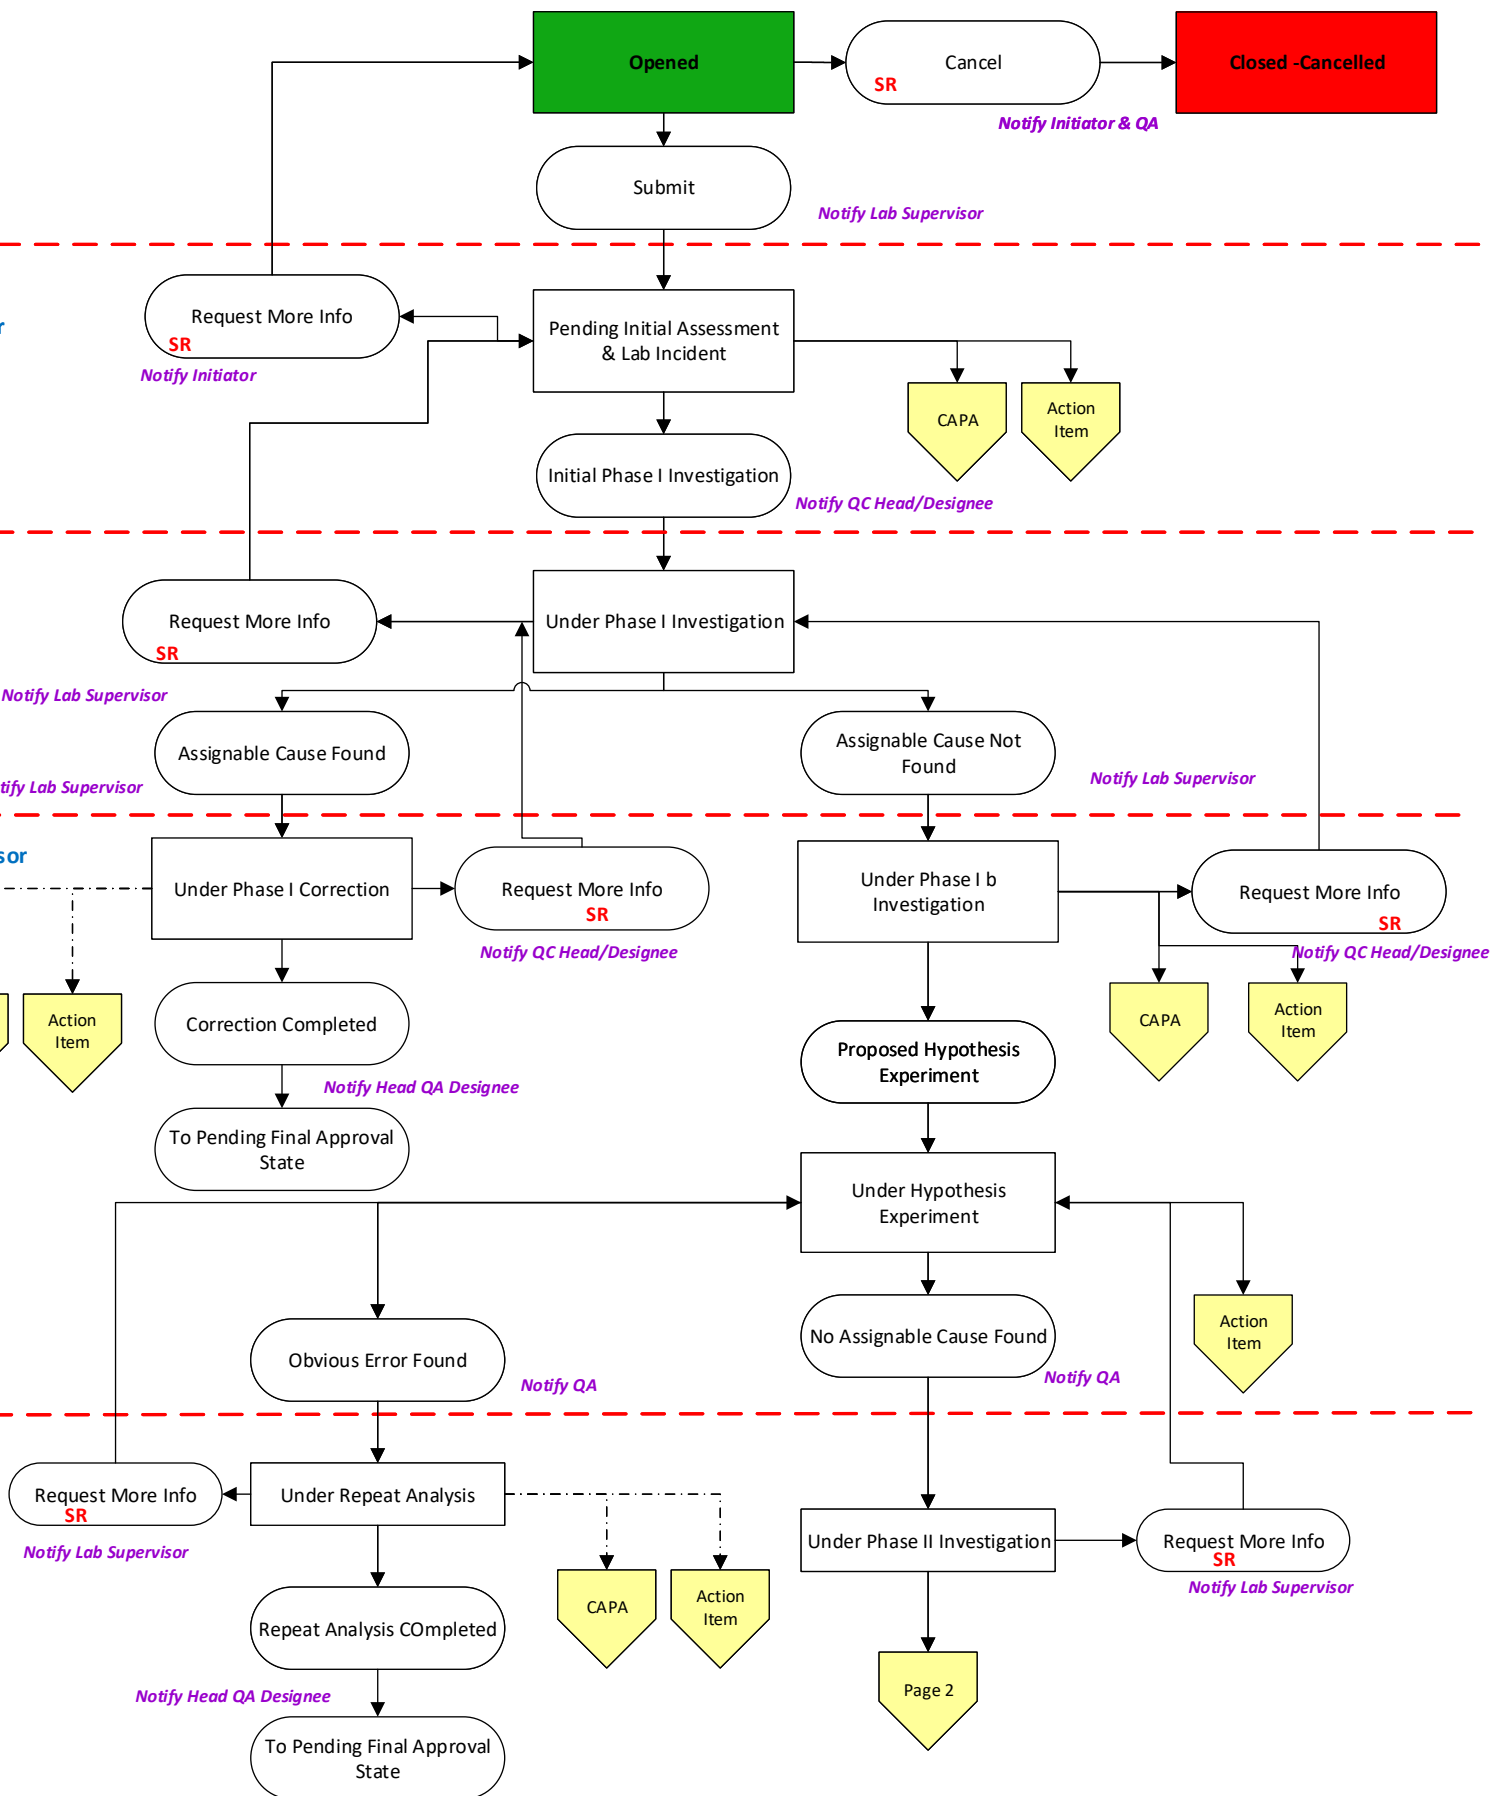 Opened
Cancel
SR
Closed -Cancelled
Notify Initiator & QA
Submit
Notify Lab Supervisor
Request More Info
SR
Notify Initiator
r
Pending Initial Assessment
& Lab Incident
CAPA
Action
Item
Initial Phase I Investigation
Notify QC Head/Designee
Request More Info
SR
Under Phase I Investigation
Notify Lab Supervisor
Assignable Cause Found
Assignable Cause Not
Found
tify Lab Supervisor
Notify Lab Supervisor
sor
Under Phase I Correction
Request More Info
SR
Notify QC Head/Designee
Under Phase I b
Investigation
Request More Info
SR
Notify QC Head/Designee
Action
Item
Correction Completed
CAPA
Action
Item
Proposed Hypothesis
Experiment
Notify Head QA Designee
To Pending Final Approval
State
Under Hypothesis
Experiment
Obvious Error Found
Notify QA
No Assignable Cause Found
Notify QA
Action
Item
Request More Info
SR
Notify Lab Supervisor
Under Repeat Analysis
CAPA
Action
Item
Under Phase II Investigation
Request More Info
SR
Notify Lab Supervisor
Repeat Analysis COmpleted
Notify Head QA Designee
Page 2
To Pending Final Approval
State